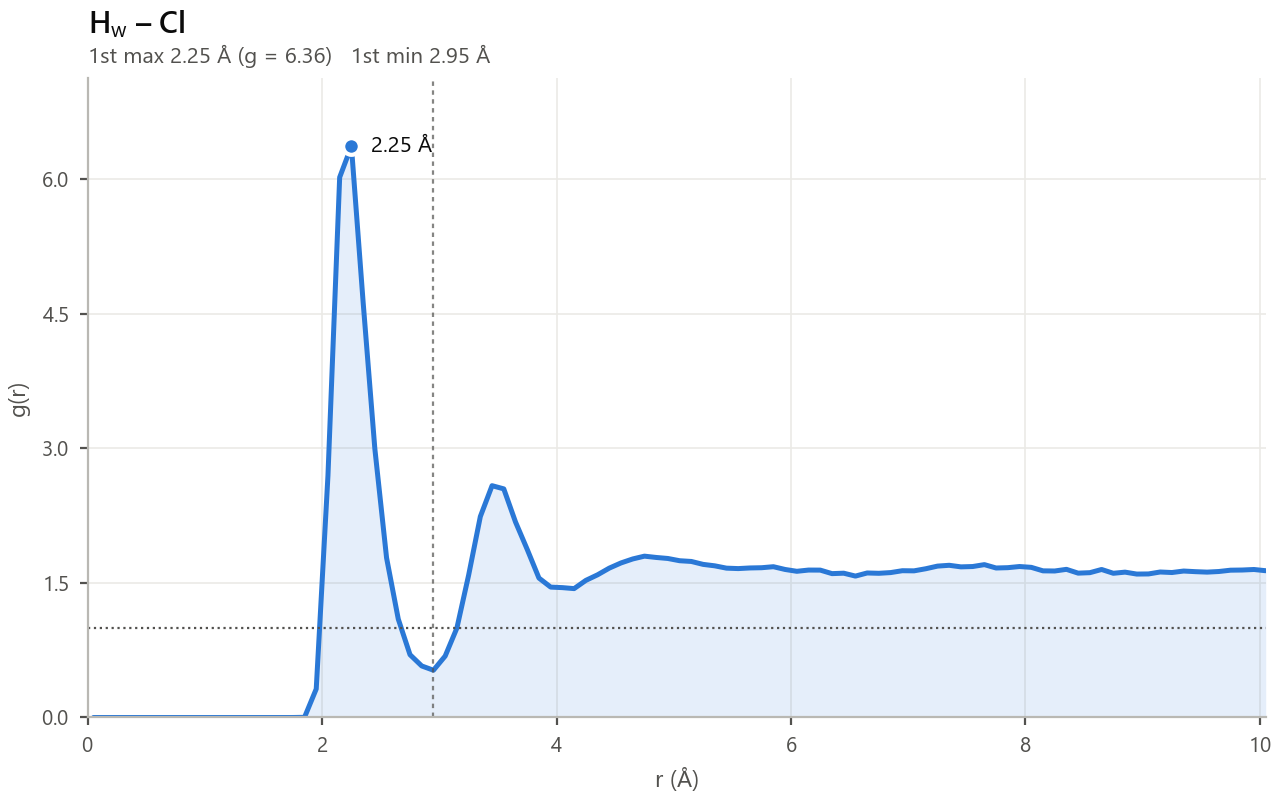 Hw – Cl
1st max 2.25 Å (g = 6.36)   1st min 2.95 Å
2.25 Å
6.0
4.5
3.0
1.5
0.0
g(r)
0 2 4 6 8 10
r (Å)